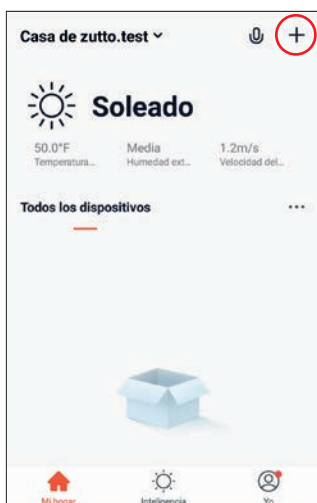 Casa de zutto.test
Soleado
50.0°F Media 1.2m/s
Temperatura... Humedad ext... Velocidad del...
Todos los dispositivos ...
Mi hogar Inteligencia Yo